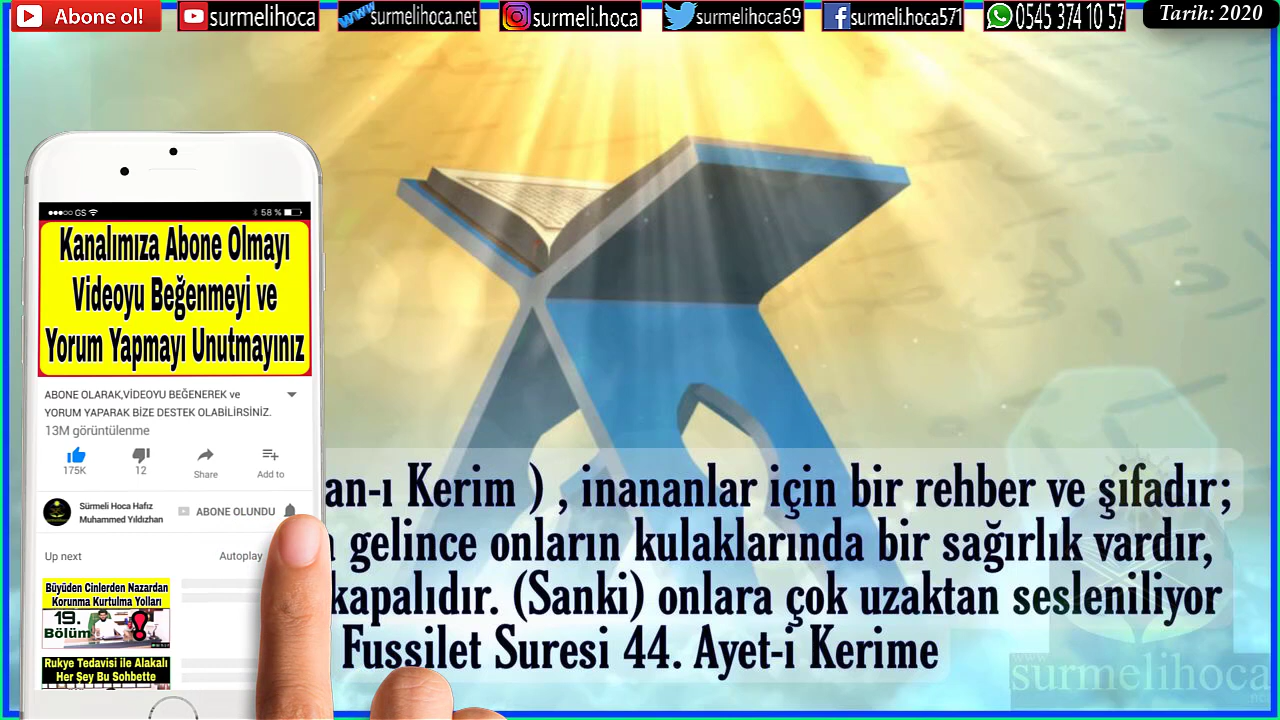 Abone ol!
surmelihoca
www
surmelihoca.net
surmeli.hoca
surmelihoca69
surmeli.hoca571
0545 374 10 57
Tarih: 2020
GS
58 %
Kanalımıza Abone Olmayı
Videoyu Beğenmeyi ve
Yorum Yapmayı Unutmayınız
ABONE OLARAK,VİDEOYU BEĞENEREK ve
YORUM YAPARAK BİZE DESTEK OLABİLİRSİNİZ.
13M görüntülenme
175K
12
Share
Add to
Sürmeli Hoca Hafız
Muhammed Yıldızhan
ABONE OLUNDU
Up next
Autoplay
Büyüden Cinlerden Nazardan
Korunma Kurtulma Yolları
19.
Bölüm
Rukye Tedavisi ile Alakalı
Her Şey Bu Sohbette
an-ı Kerim ) , inananlar için bir rehber ve şifadır;
gelince onların kulaklarında bir sağırlık vardır,
kapalıdır. (Sanki) onlara çok uzaktan sesleniliyor
Fussilet Suresi 44. Ayet-i Kerime
www
surmelihoca